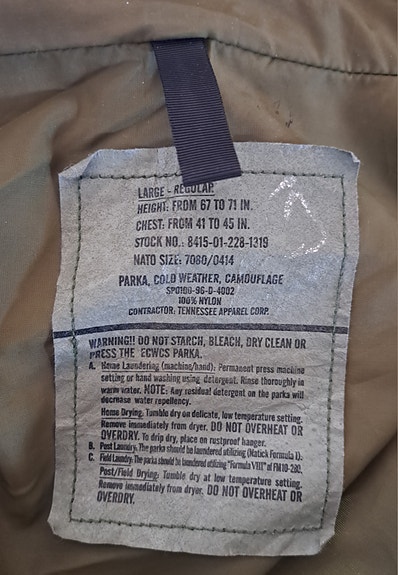 LARGE - REGULAR
HEIGHT: FROM 67 TO 71 IN.
CHEST: FROM 41 TO 45 IN.
STOCK NO.: 8415-01-228-1319
NATO SIZE: 7080/0414
PARKA, COLD WEATHER, CAMOUFLAGE
SPO100-96-D-4002
100% NYLON
CONTRACTOR: TENNESSEE APPAREL CORP.
WARNING!! DO NOT STARCH, BLEACH, DRY CLEAN OR
PRESS THE ECWCS PARKA.
A. Home Laundering (machine/hand): Permanent press machine
setting or hand washing using detergent. Rinse thoroughly in
warm water. NOTE: Any residual detergent on the parka will
decrease water repellency.
Home Drying. Tumble dry on delicate, low temperature setting.
Remove immediately from dryer. DO NOT OVERHEAT OR
OVERDRY. To drip dry, place on rustproof hanger.
B. Post Laundry. The parka should be laundered utilizing (Natick Formula I).
C. Field Laundry. The parka should be laundered utilizing "Formula VIII" of FM 10-280.
Post/Field Drying: Tumble dry at low temperature setting.
Remove immediately from dryer. DO NOT OVERHEAT OR
OVERDRY.